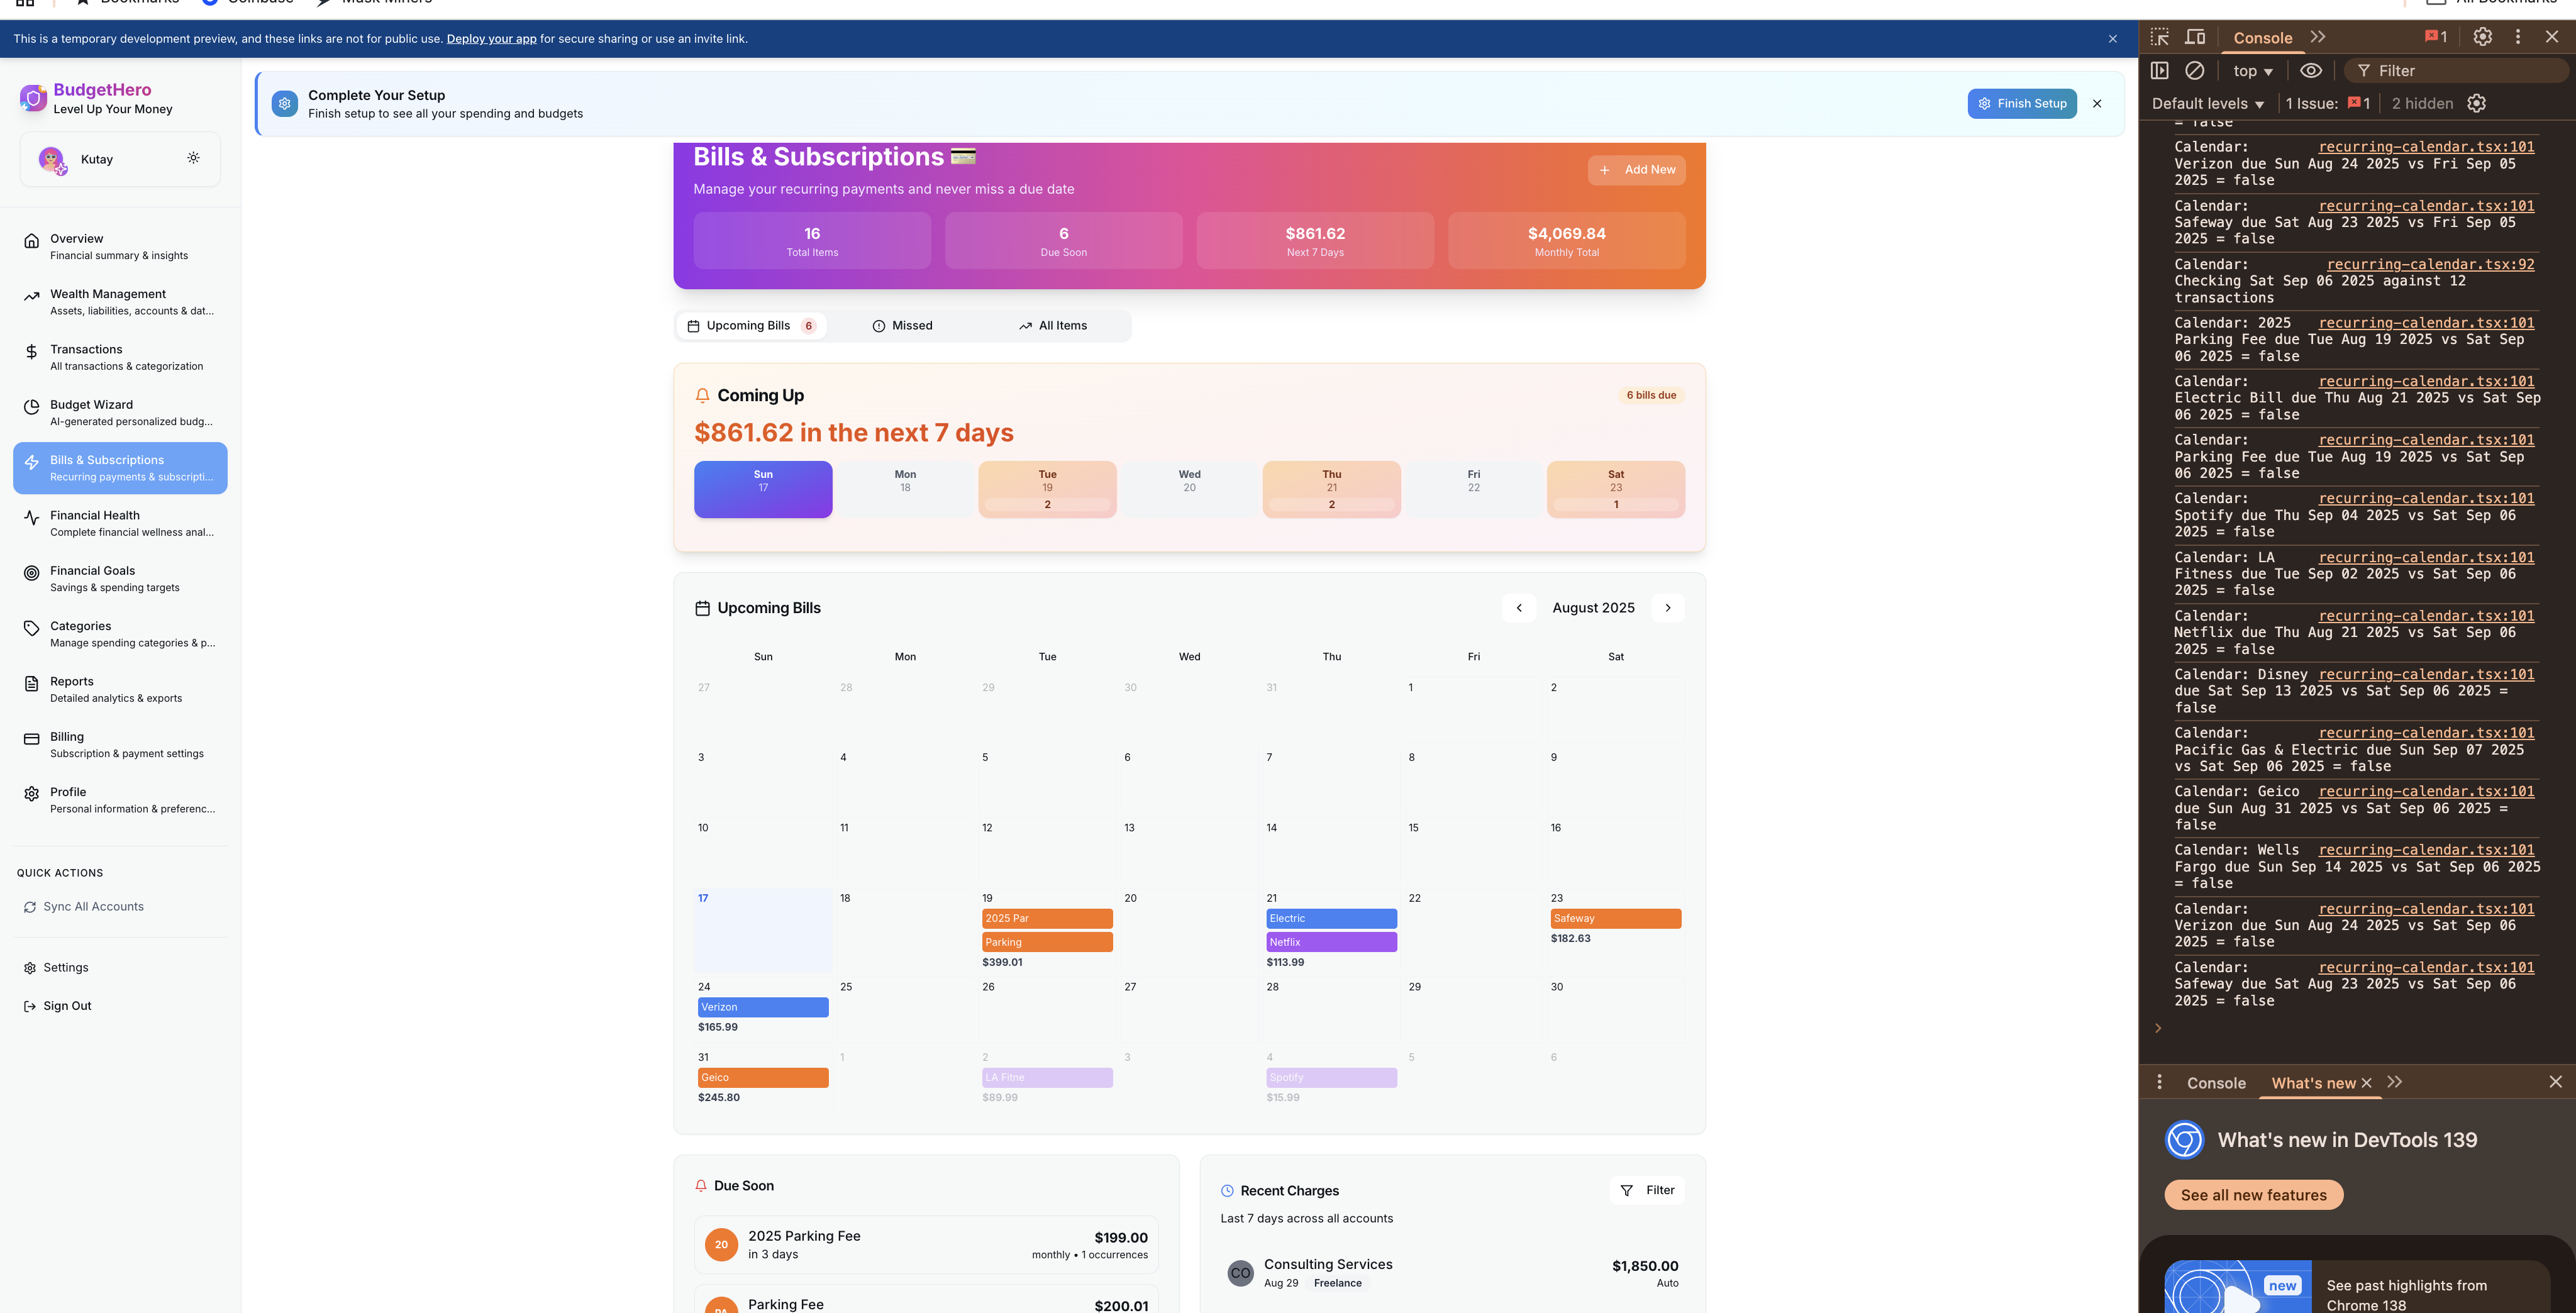 Bookmarks
Coinbase
Musk Miners
All Bookmarks
This is a temporary development preview, and these links are not for public use. Deploy your app for secure sharing or use an invite link.
BudgetHero
Level Up Your Money
Kutay
Overview
Financial summary & insights
Wealth Management
Assets, liabilities, accounts & dat...
Transactions
All transactions & categorization
Budget Wizard
AI-generated personalized budg...
Bills & Subscriptions
Recurring payments & subscripti...
Financial Health
Complete financial wellness anal...
Financial Goals
Savings & spending targets
Categories
Manage spending categories & p...
Reports
Detailed analytics & exports
Billing
Subscription & payment settings
Profile
Personal information & preferenc...
QUICK ACTIONS
Sync All Accounts
Settings
Sign Out
Complete Your Setup
Finish setup to see all your spending and budgets
Finish Setup
Bills & Subscriptions
Manage your recurring payments and never miss a due date
Add New
16
Total Items
6
Due Soon
$861.62
Next 7 Days
$4,069.84
Monthly Total
Upcoming Bills 6
Missed
All Items
Coming Up
6 bills due
$861.62 in the next 7 days
Sun
17
Mon
18
Tue
19
2
Wed
20
Thu
21
2
Fri
22
Sat
23
1
Upcoming Bills
August 2025
Sun Mon Tue Wed Thu Fri Sat
27 28 29 30 31 1 2
3 4 5 6 7 8 9
10 11 12 13 14 15 16
17 18 19 20 21 22 23
2025 Par Electric Safeway
Parking Netflix $182.63
$399.01 $113.99
24 25 26 27 28 29 30
Verizon
$165.99
31 1 2 3 4 5 6
Geico LA Fitne Spotify
$245.80 $89.99 $15.99
Due Soon
20
2025 Parking Fee
in 3 days
$199.00
monthly • 1 occurrences
Parking Fee
$200.01
Recent Charges
Filter
Last 7 days across all accounts
CO
Consulting Services
Aug 29 Freelance
$1,850.00
Auto
Console
1
top
Filter
Default levels
1 Issue: 1
2 hidden
= false
Calendar: recurring-calendar.tsx:101
Verizon due Sun Aug 24 2025 vs Fri Sep 05
2025 = false
Calendar: recurring-calendar.tsx:101
Safeway due Sat Aug 23 2025 vs Fri Sep 05
2025 = false
Calendar: recurring-calendar.tsx:92
Checking Sat Sep 06 2025 against 12
transactions
Calendar: 2025 recurring-calendar.tsx:101
Parking Fee due Tue Aug 19 2025 vs Sat Sep
06 2025 = false
Calendar: recurring-calendar.tsx:101
Electric Bill due Thu Aug 21 2025 vs Sat Sep
06 2025 = false
Calendar: recurring-calendar.tsx:101
Parking Fee due Tue Aug 19 2025 vs Sat Sep
06 2025 = false
Calendar: recurring-calendar.tsx:101
Spotify due Thu Sep 04 2025 vs Sat Sep 06
2025 = false
Calendar: LA recurring-calendar.tsx:101
Fitness due Tue Sep 02 2025 vs Sat Sep 06
2025 = false
Calendar: recurring-calendar.tsx:101
Netflix due Thu Aug 21 2025 vs Sat Sep 06
2025 = false
Calendar: Disney recurring-calendar.tsx:101
due Sat Sep 13 2025 vs Sat Sep 06 2025 =
false
Calendar: recurring-calendar.tsx:101
Pacific Gas & Electric due Sun Sep 07 2025
vs Sat Sep 06 2025 = false
Calendar: Geico recurring-calendar.tsx:101
due Sun Aug 31 2025 vs Sat Sep 06 2025 =
false
Calendar: Wells recurring-calendar.tsx:101
Fargo due Sun Sep 14 2025 vs Sat Sep 06 2025
= false
Calendar: recurring-calendar.tsx:101
Verizon due Sun Aug 24 2025 vs Sat Sep 06
2025 = false
Calendar: recurring-calendar.tsx:101
Safeway due Sat Aug 23 2025 vs Sat Sep 06
2025 = false
Console
What's new
What's new in DevTools 139
See all new features
new
See past highlights from
Chrome 138